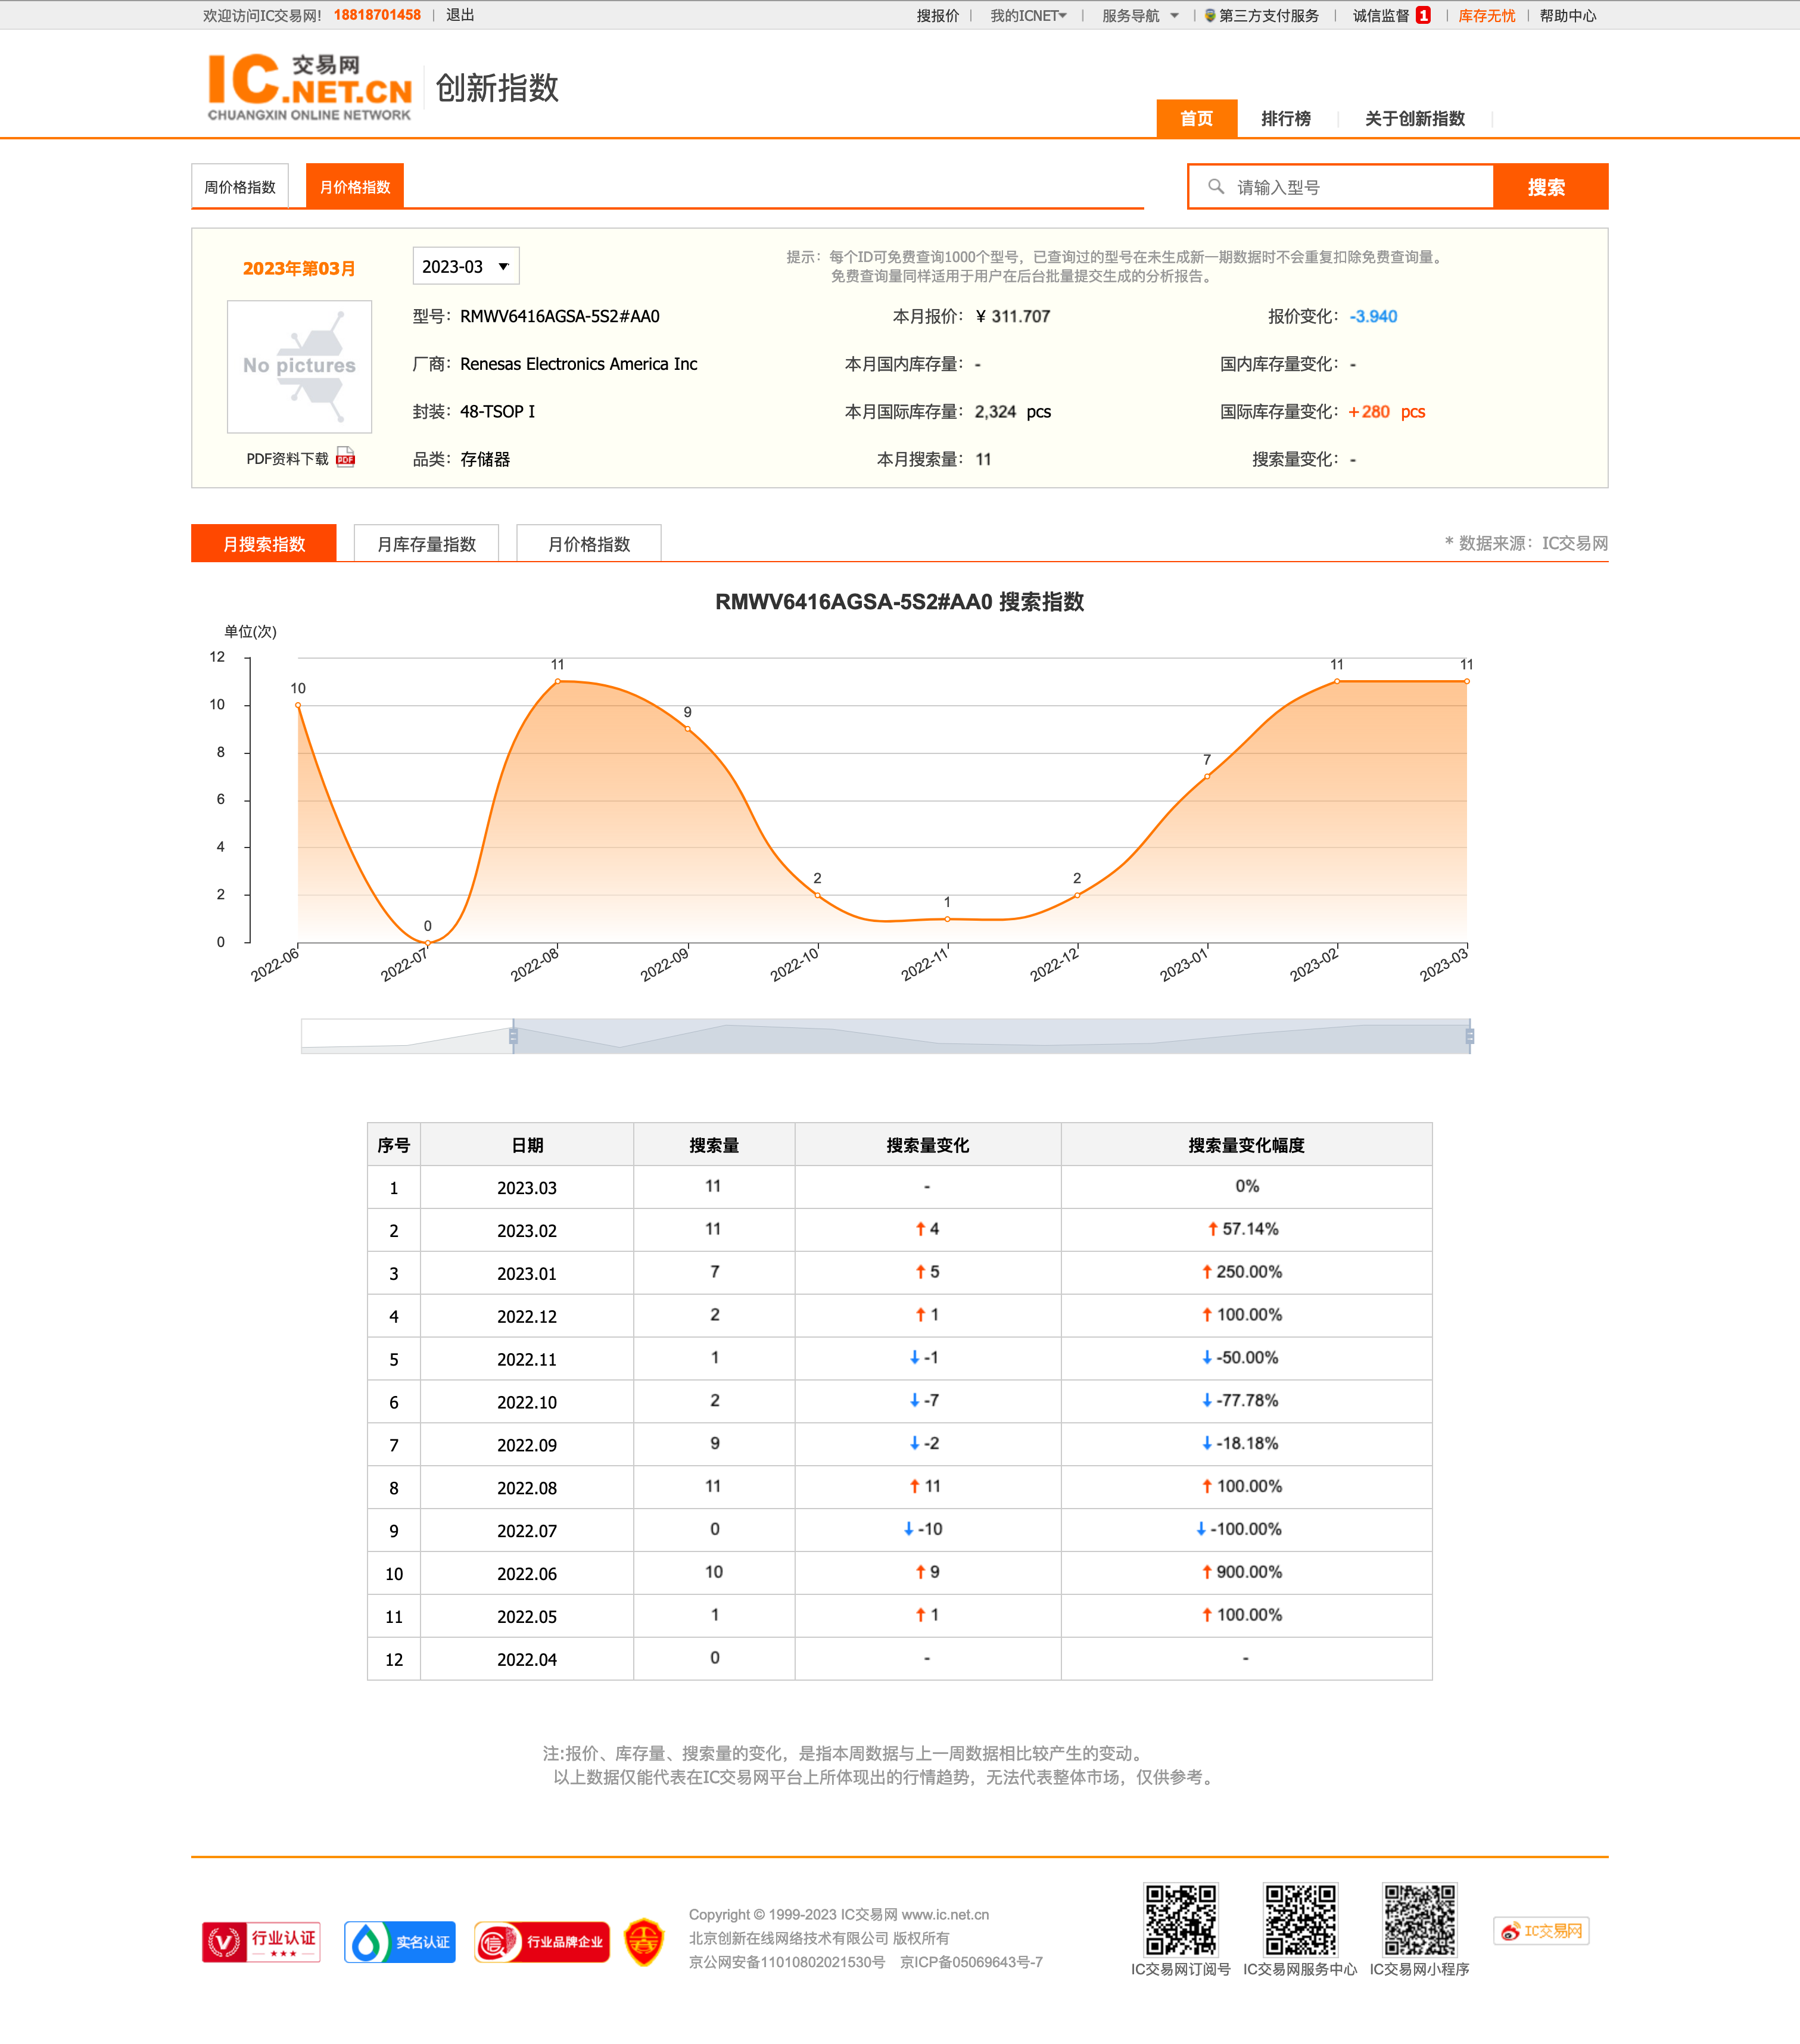 欢迎访问IC交易网! 18818701458 | 退出
搜报价 | 我的ICNET | 服务导航 | 第三方支付服务 | 诚信监督 1 | 库存无忧 | 帮助中心
IC交易网
.NET.CN
CHUANGXIN ONLINE NETWORK
创新指数
首页 排行榜 关于创新指数
周价格指数 月价格指数
请输入型号 搜索
2023年第03月 2023-03
提示：每个ID可免费查询1000个型号，已查询过的型号在未生成新一期数据时不会重复扣除免费查询量。
免费查询量同样适用于用户在后台批量提交生成的分析报告。
No pictures
PDF资料下载 PDF
型号：RMWV6416AGSA-5S2#AA0 本月报价：¥ 311.707 报价变化：-3.940
厂商：Renesas Electronics America Inc 本月国内库存量：- 国内库存量变化：-
封装：48-TSOP I 本月国际库存量：2,324 pcs 国际库存量变化：+280 pcs
品类：存储器 本月搜索量：11 搜索量变化：-
月搜索指数 月库存量指数 月价格指数
* 数据来源：IC交易网
RMWV6416AGSA-5S2#AA0 搜索指数
单位(次)
12
10
8
6
4
2
0
10 0 11 9 2 1 2 7 11 11
2022-06 2022-07 2022-08 2022-09 2022-10 2022-11 2022-12 2023-01 2023-02 2023-03
序号 日期 搜索量 搜索量变化 搜索量变化幅度
1 2023.03 11 - 0%
2 2023.02 11 ↑ 4 ↑ 57.14%
3 2023.01 7 ↑ 5 ↑ 250.00%
4 2022.12 2 ↑ 1 ↑ 100.00%
5 2022.11 1 ↓ -1 ↓ -50.00%
6 2022.10 2 ↓ -7 ↓ -77.78%
7 2022.09 9 ↓ -2 ↓ -18.18%
8 2022.08 11 ↑ 11 ↑ 100.00%
9 2022.07 0 ↓ -10 ↓ -100.00%
10 2022.06 10 ↑ 9 ↑ 900.00%
11 2022.05 1 ↑ 1 ↑ 100.00%
12 2022.04 0 - -
注:报价、库存量、搜索量的变化，是指本周数据与上一周数据相比较产生的变动。
以上数据仅能代表在IC交易网平台上所体现出的行情趋势，无法代表整体市场，仅供参考。
行业认证
实名认证
信 行业品牌企业
Copyright © 1999-2023 IC交易网 www.ic.net.cn
北京创新在线网络技术有限公司 版权所有
京公网安备11010802021530号 京ICP备05069643号-7
IC交易网订阅号 IC交易网服务中心 IC交易网小程序
IC交易网